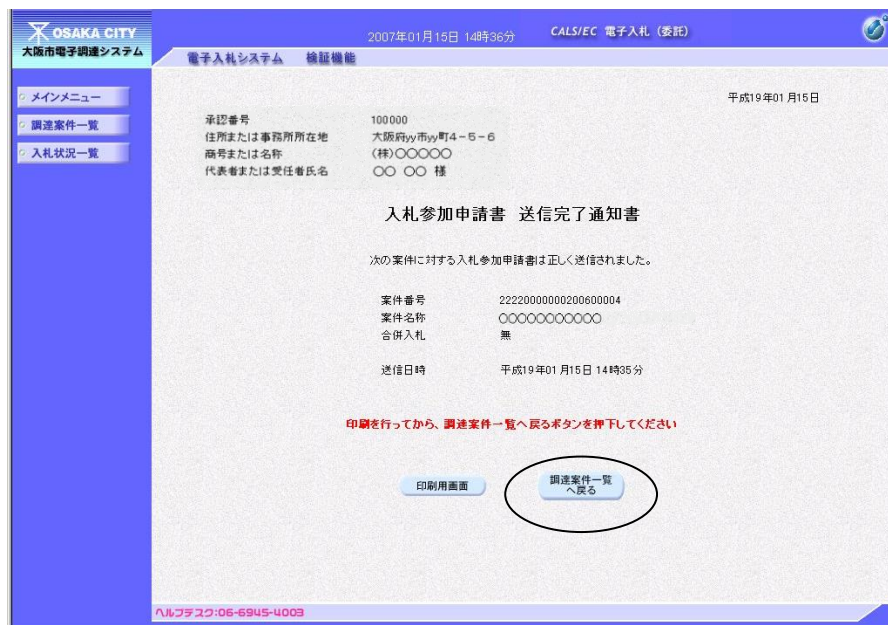 OSAKA CITY
大阪市電子調達システム
2007年01月15日 14時36分
CALS/EC 電子入札（委託）
電子入札システム 検証機能
メインメニュー
調達案件一覧
入札状況一覧
平成19年01月15日
承認番号 100000
住所または事務所所在地 大阪府yy市yy町4－5－6
商号または名称 (株)○○○○○
代表者または受任者氏名 ○○ ○○ 様
入札参加申請書 送信完了通知書
次の案件に対する入札参加申請書は正しく送信されました。
案件番号 22220000000200600004
案件名称 ○○○○○○○○○○○
合併入札 無
送信日時 平成19年01月15日 14時35分
印刷を行ってから、調達案件一覧へ戻るボタンを押下してください
印刷用画面
調達案件一覧
へ戻る
ヘルプデスク:06-6945-4003